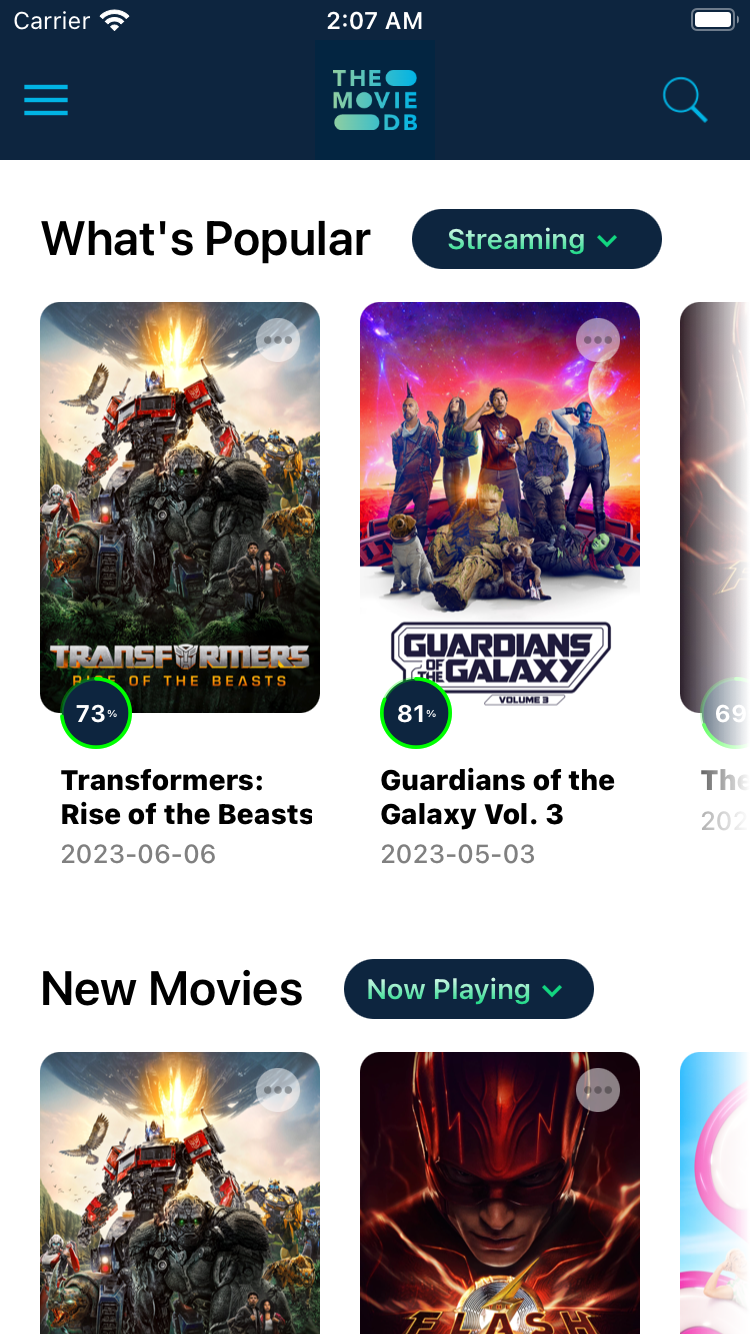 Carrier
2:07 AM
THE
MOVIE
DB
What's Popular
Streaming
TRANSFORMERS
RISE OF THE BEASTS
GUARDIANS
OF THE
GALAXY
VOLUME 3
73%
81%
69
Transformers:
Rise of the Beasts
2023-06-06
Guardians of the
Galaxy Vol. 3
2023-05-03
The
202
New Movies
Now Playing
FLASH